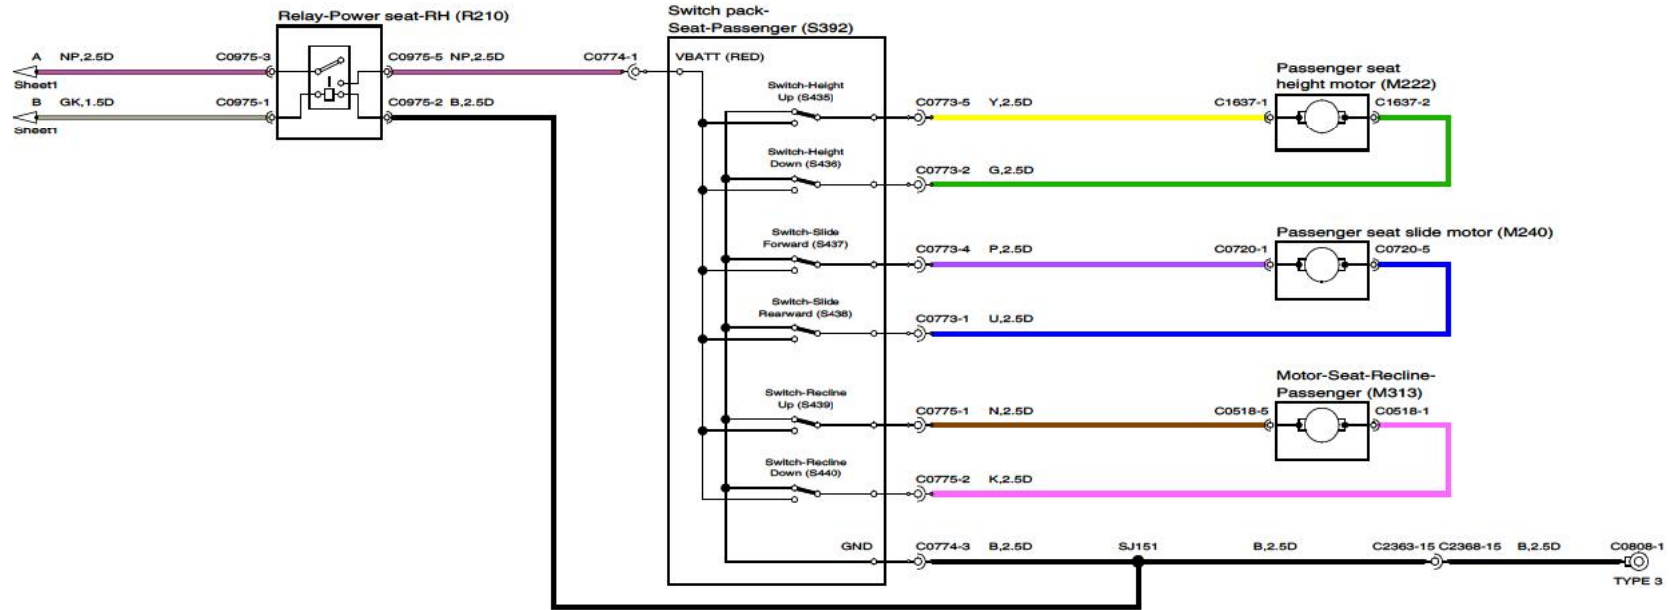 Relay-Power seat-RH (R210)
Switch pack-
Seat-Passenger (S392)
A NP,2.5D C0975-3 C0975-5 NP,2.5D C0774-1 VBATT (RED)
Sheet1
B GK,1.5D C0975-1 C0975-2 B,2.5D
Sheet1
Switch-Height
Up (S435)
C0773-5 Y,2.5D
Passenger seat
height motor (M222)
C1637-1 C1637-2
Switch-Height
Down (S436)
C0773-2 G,2.5D
Switch-Slide
Forward (S437)
C0773-4 P,2.5D
Passenger seat slide motor (M240)
C0720-1 C0720-5
Switch-Slide
Rearward (S438)
C0773-1 U,2.5D
Switch-Recline
Up (S439)
C0775-1 N,2.5D
Motor-Seat-Recline-
Passenger (M313)
C0518-5 C0518-1
Switch-Recline
Down (S440)
C0775-2 K,2.5D
GND C0774-3 B,2.5D SJ151 B,2.5D C2363-15 C2368-15 B,2.5D C0808-1
TYPE 3